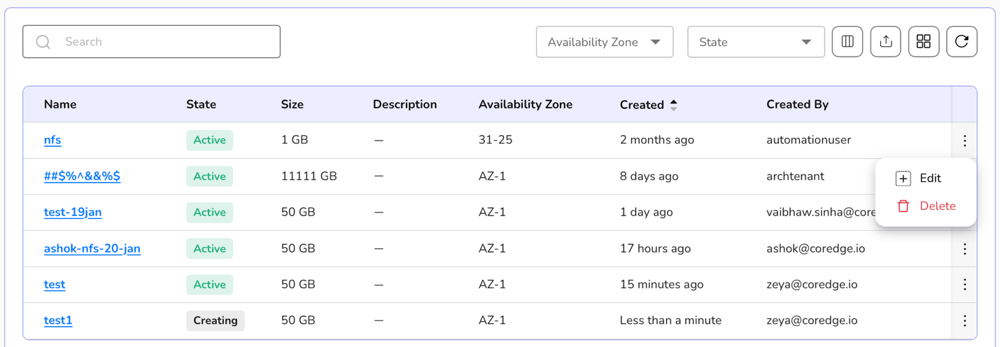 Search Availability Zone State
Name State Size Description Availability Zone Created Created By
nfs Active 1 GB — 31-25 2 months ago automationuser
##$%^&&%$ Active 11111 GB — AZ-1 8 days ago archtenant Edit
test-19jan Active 50 GB — AZ-1 1 day ago vaibhaw.sinha@core Delete
ashok-nfs-20-jan Active 50 GB — AZ-1 17 hours ago ashok@coredge.io
test Active 50 GB — AZ-1 15 minutes ago zeya@coredge.io
test1 Creating 50 GB — AZ-1 Less than a minute zeya@coredge.io